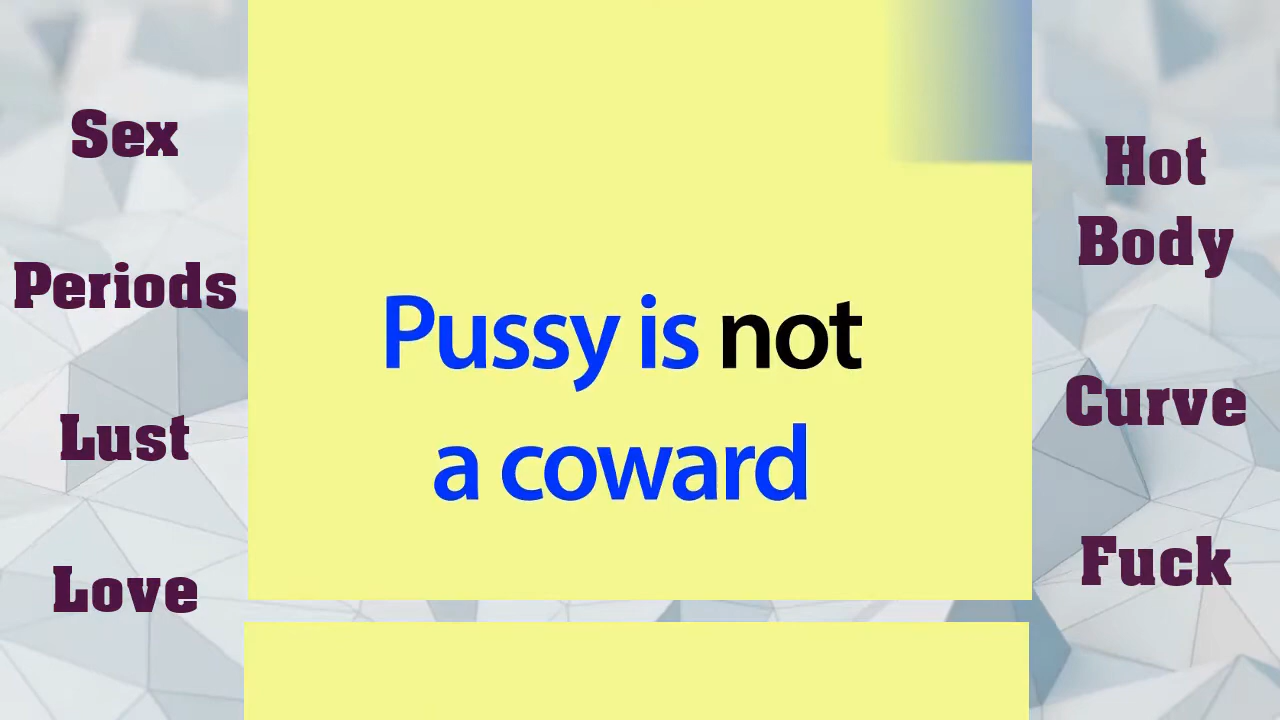 Sex
Periods
Lust
Love
Pussy is not
a coward
Hot
Body
Curve
Fuck